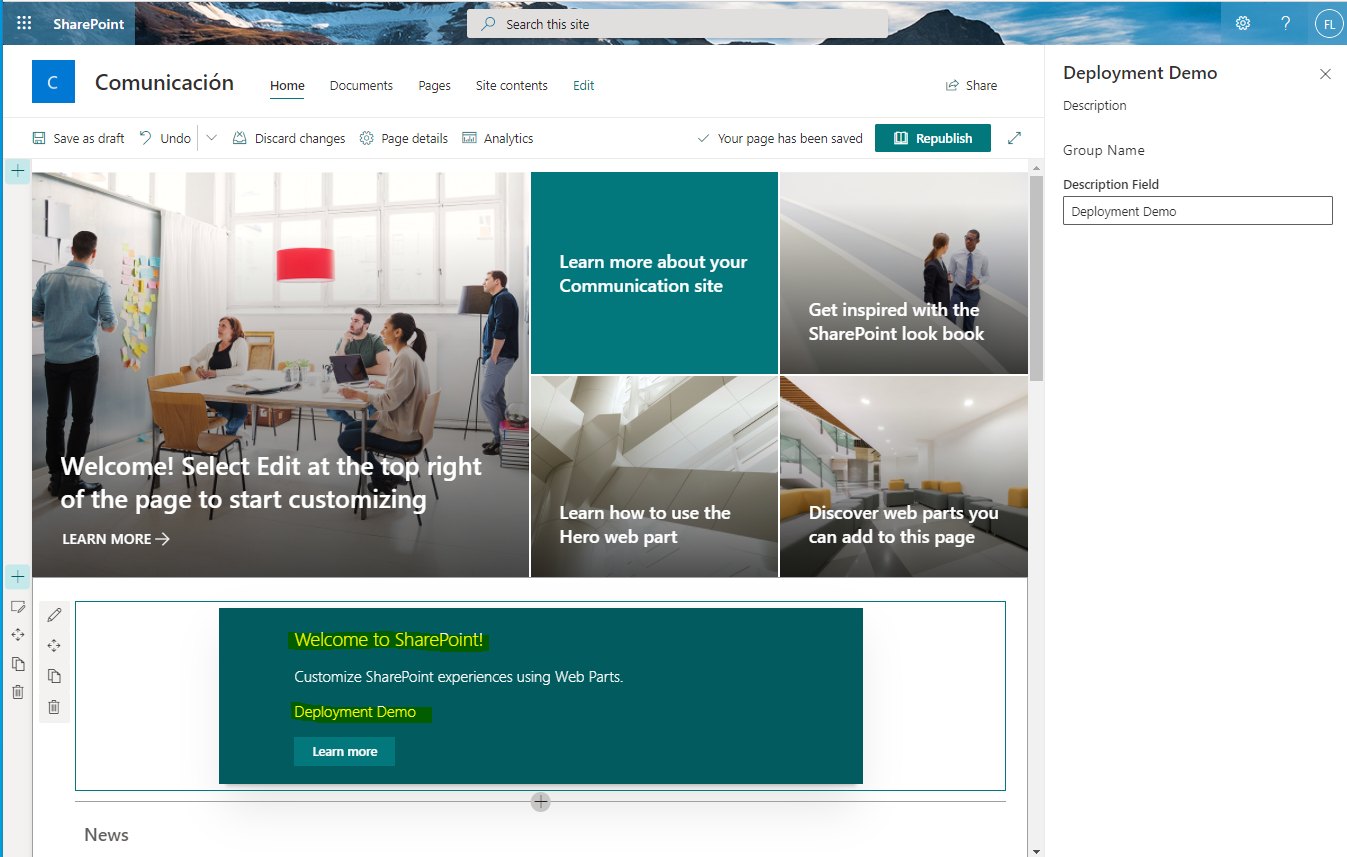 SharePoint
Search this site
?
FL
C
Comunicación
Home
Documents
Pages
Site contents
Edit
Share
Save as draft
Undo
Discard changes
Page details
Analytics
Your page has been saved
Republish
Welcome! Select Edit at the top right
of the page to start customizing
LEARN MORE
Learn more about your
Communication site
Get inspired with the
SharePoint look book
Learn how to use the
Hero web part
Discover web parts you
can add to this page
Welcome to SharePoint!
Customize SharePoint experiences using Web Parts.
Deployment Demo
Learn more
News
Deployment Demo
Description
Group Name
Description Field
Deployment Demo